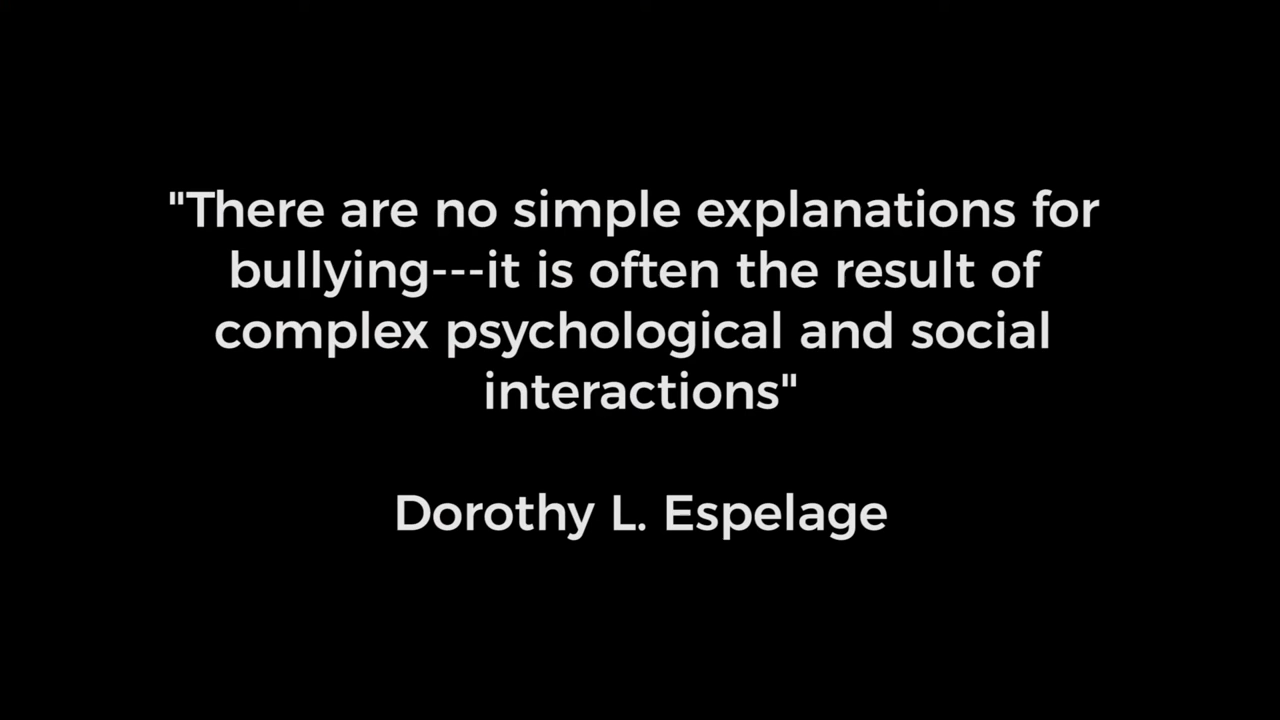 "There are no simple explanations for
bullying---it is often the result of
complex psychological and social
interactions"
Dorothy L. Espelage